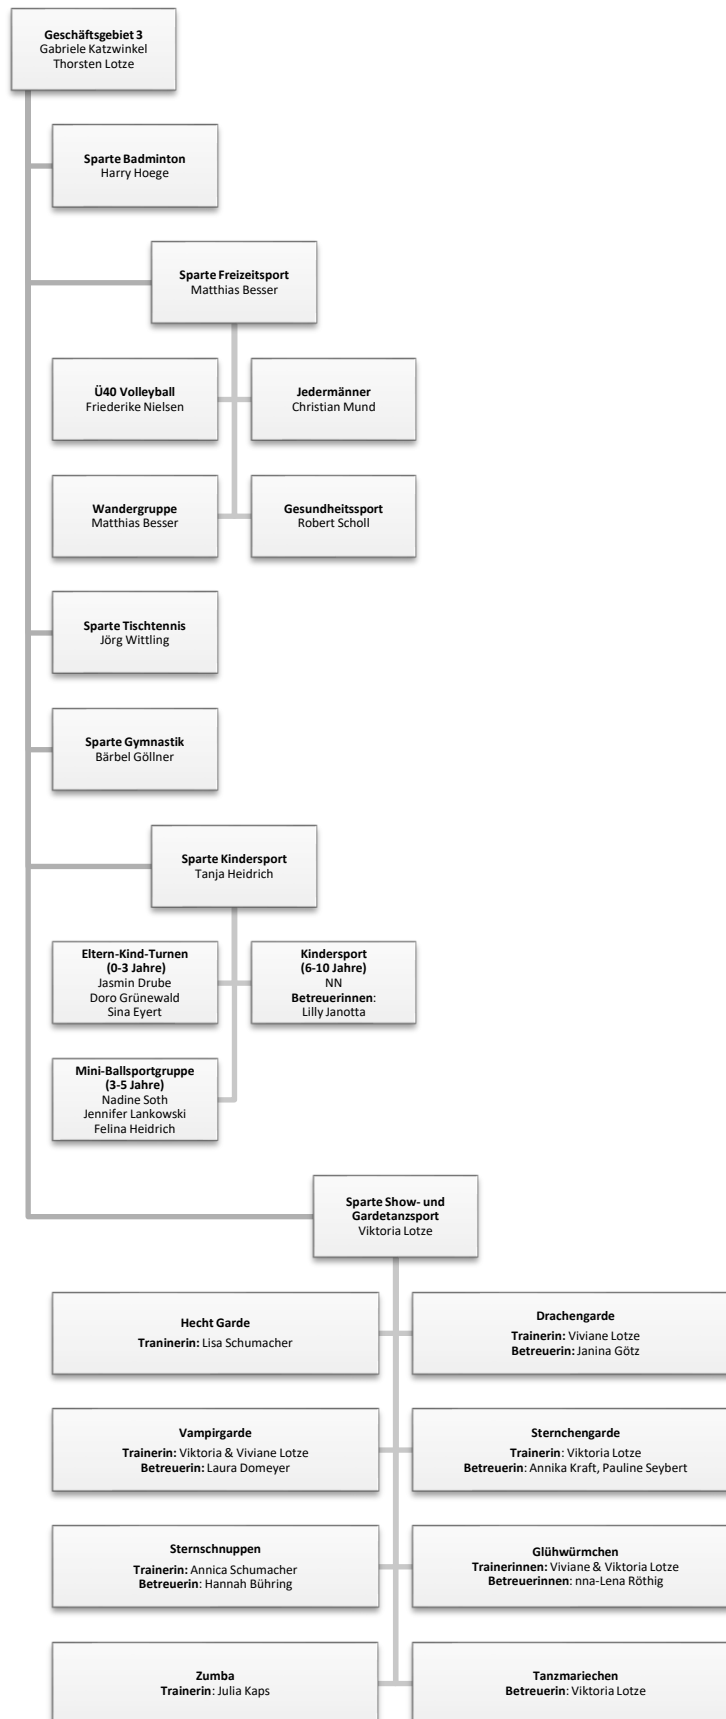 Geschäftsgebiet 3
Gabriele Katzwinkel
Thorsten Lotze
Sparte Badminton
Harry Hoege
Sparte Freizeitsport
Matthias Besser
Ü40 Volleyball
Friederike Nielsen
Jedermänner
Christian Mund
Wandergruppe
Matthias Besser
Gesundheitssport
Robert Scholl
Sparte Tischtennis
Jörg Wittling
Sparte Gymnastik
Bärbel Göllner
Sparte Kindersport
Tanja Heidrich
Eltern-Kind-Turnen
(0-3 Jahre)
Jasmin Drube
Doro Grünewald
Sina Eyert
Kindersport
(6-10 Jahre)
NN
Betreuerinnen:
Lilly Janotta
Mini-Ballsportgruppe
(3-5 Jahre)
Nadine Soth
Jennifer Lankowski
Felina Heidrich
Sparte Show- und
Gardetanzsport
Viktoria Lotze
Hecht Garde
Traninerin: Lisa Schumacher
Drachengarde
Trainerin: Viviane Lotze
Betreuerin: Janina Götz
Vampirgarde
Trainerin: Viktoria & Viviane Lotze
Betreuerin: Laura Domeyer
Sternchengarde
Trainerin: Viktoria Lotze
Betreuerin: Annika Kraft, Pauline Seybert
Sternschnuppen
Trainerin: Annica Schumacher
Betreuerin: Hannah Bühring
Glühwürmchen
Trainerinnen: Viviane & Viktoria Lotze
Betreuerinnen: nna-Lena Röthig
Zumba
Trainerin: Julia Kaps
Tanzmariechen
Betreuerin: Viktoria Lotze